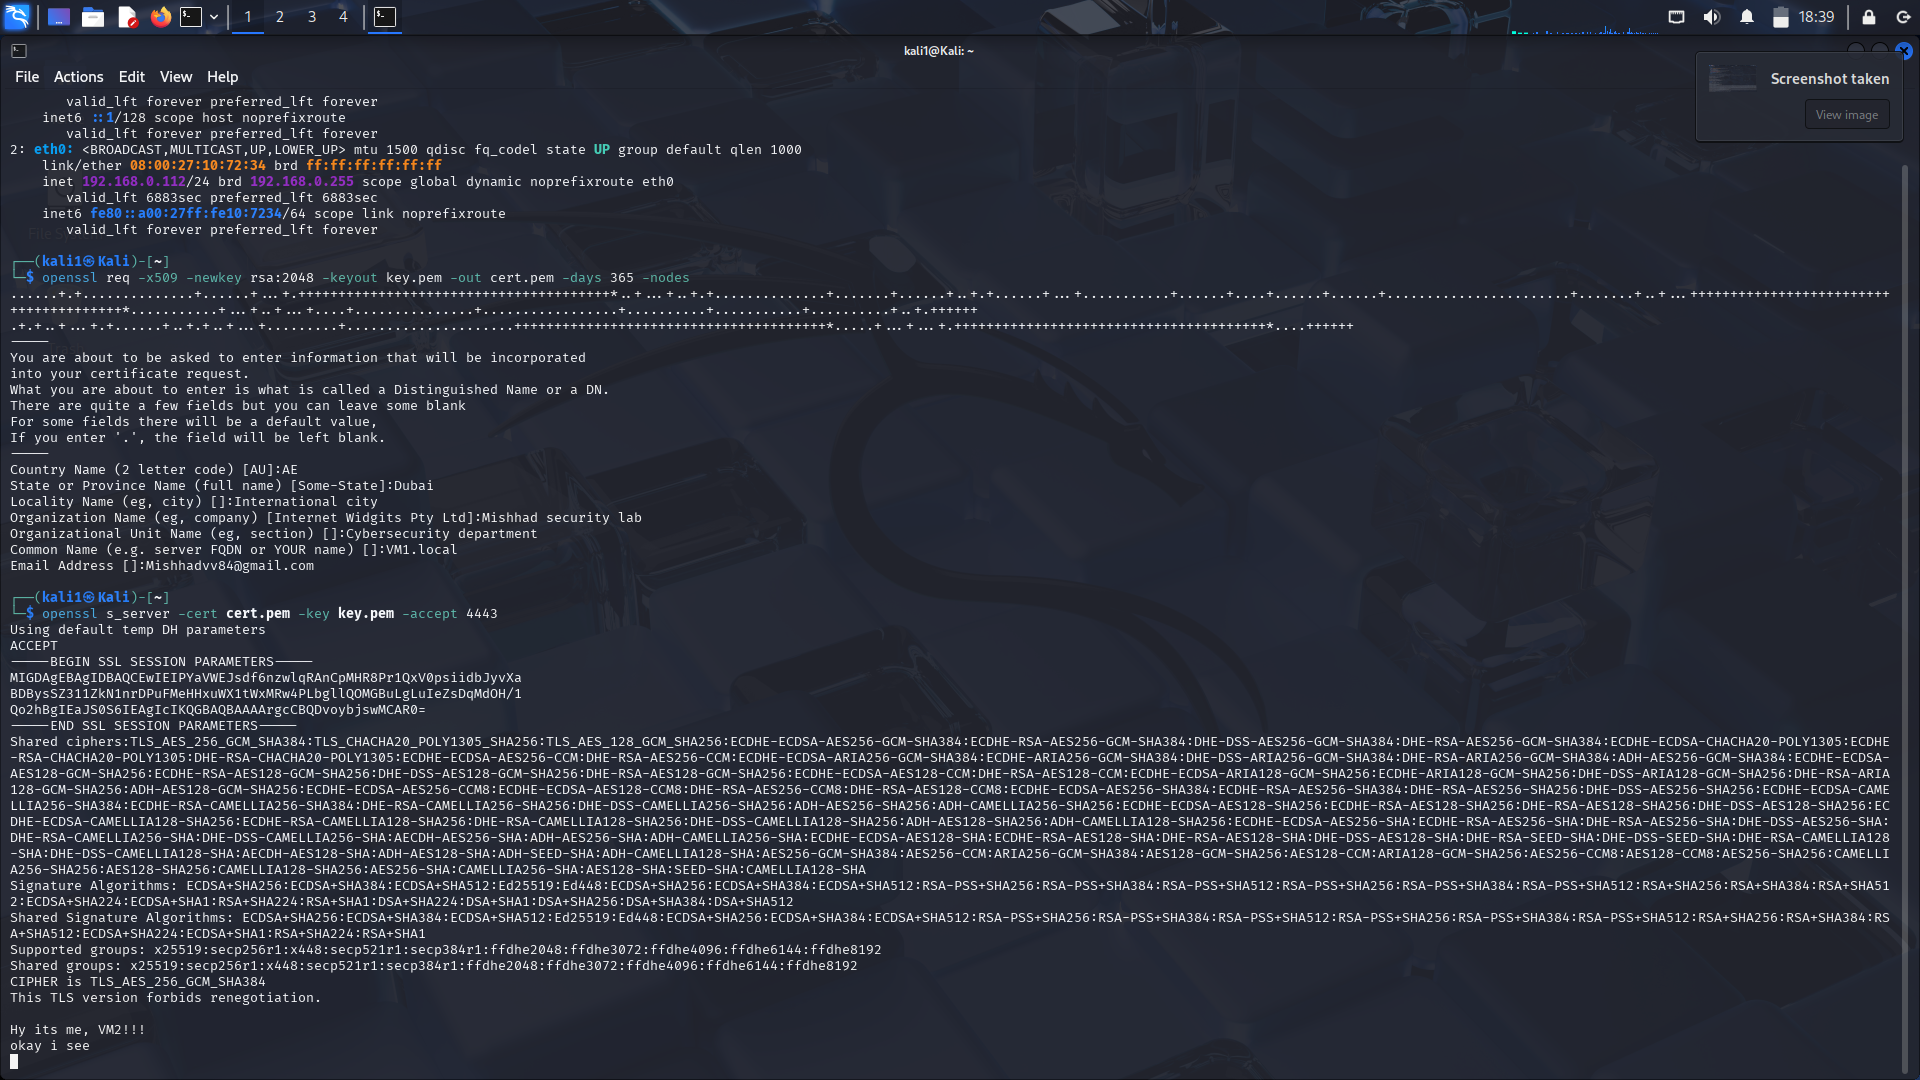 1 2 3 4 18:39
kali1@Kali: ~
File Actions Edit View Help
Screenshot taken
View image
valid_lft forever preferred_lft forever
inet6 ::1/128 scope host noprefixroute
valid_lft forever preferred_lft forever
2: eth0: <BROADCAST,MULTICAST,UP,LOWER_UP> mtu 1500 qdisc fq_codel state UP group default qlen 1000
link/ether 08:00:27:10:72:34 brd ff:ff:ff:ff:ff:ff
inet 192.168.0.112/24 brd 192.168.0.255 scope global dynamic noprefixroute eth0
valid_lft 6883sec preferred_lft 6883sec
inet6 fe80::a00:27ff:fe10:7234/64 scope link noprefixroute
valid_lft forever preferred_lft forever
┌──(kali1㉿Kali)-[~]
└─$ openssl req -x509 -newkey rsa:2048 -keyout key.pem -out cert.pem -days 365 -nodes
-----
You are about to be asked to enter information that will be incorporated
into your certificate request.
What you are about to enter is what is called a Distinguished Name or a DN.
There are quite a few fields but you can leave some blank
For some fields there will be a default value,
If you enter '.', the field will be left blank.
-----
Country Name (2 letter code) [AU]:AE
State or Province Name (full name) [Some-State]:Dubai
Locality Name (eg, city) []:International city
Organization Name (eg, company) [Internet Widgits Pty Ltd]:Mishhad security lab
Organizational Unit Name (eg, section) []:Cybersecurity department
Common Name (e.g. server FQDN or YOUR name) []:VM1.local
Email Address []:Mishhadvv84@gmail.com
┌──(kali1㉿Kali)-[~]
└─$ openssl s_server -cert cert.pem -key key.pem -accept 4443
Using default temp DH parameters
ACCEPT
-----BEGIN SSL SESSION PARAMETERS-----
MIGDAgEBAgIDBAQCEwIEIPYaVWEJsdf6nzwlqRAnCpMHR8Pr1QxV0psiidbJyvXa
BDBysSZ311ZkN1nrDPuFMeHHxuWX1tWxMRw4PLbgllQOMGBuLgLuIeZsDqMdOH/1
Qo2hBgIEaJS0S6IEAgIcIKQGBAQBAAAArgcCBQDvoybjswMCAR0=
-----END SSL SESSION PARAMETERS-----
Shared ciphers:TLS_AES_256_GCM_SHA384:TLS_CHACHA20_POLY1305_SHA256:TLS_AES_128_GCM_SHA256:ECDHE-ECDSA-AES256-GCM-SHA384:ECDHE-RSA-AES256-GCM-SHA384:DHE-DSS-AES256-GCM-SHA384:DHE-RSA-AES256-GCM-SHA384:ECDHE-ECDSA-CHACHA20-POLY1305:ECDHE
-RSA-CHACHA20-POLY1305:DHE-RSA-CHACHA20-POLY1305:ECDHE-ECDSA-AES256-CCM:DHE-RSA-AES256-CCM:ECDHE-ECDSA-ARIA256-GCM-SHA384:ECDHE-ARIA256-GCM-SHA384:DHE-DSS-ARIA256-GCM-SHA384:DHE-RSA-ARIA256-GCM-SHA384:ADH-AES256-GCM-SHA384:ECDHE-ECDSA-
AES128-GCM-SHA256:ECDHE-RSA-AES128-GCM-SHA256:DHE-DSS-AES128-GCM-SHA256:DHE-RSA-AES128-GCM-SHA256:ECDHE-ECDSA-AES128-CCM:DHE-RSA-AES128-CCM:ECDHE-ECDSA-ARIA128-GCM-SHA256:ECDHE-ARIA128-GCM-SHA256:DHE-DSS-ARIA128-GCM-SHA256:DHE-RSA-ARIA
128-GCM-SHA256:ADH-AES128-GCM-SHA256:ECDHE-ECDSA-AES256-CCM8:ECDHE-ECDSA-AES128-CCM8:DHE-RSA-AES256-CCM8:DHE-RSA-AES128-CCM8:ECDHE-ECDSA-AES256-SHA384:ECDHE-RSA-AES256-SHA384:DHE-RSA-AES256-SHA256:DHE-DSS-AES256-SHA256:ECDHE-ECDSA-CAME
LLIA256-SHA384:ECDHE-RSA-CAMELLIA256-SHA384:DHE-RSA-CAMELLIA256-SHA256:DHE-DSS-CAMELLIA256-SHA256:ADH-AES256-SHA256:ADH-CAMELLIA256-SHA256:ECDHE-ECDSA-AES128-SHA256:ECDHE-RSA-AES128-SHA256:DHE-RSA-AES128-SHA256:DHE-DSS-AES128-SHA256:EC
DHE-ECDSA-CAMELLIA128-SHA256:ECDHE-RSA-CAMELLIA128-SHA256:DHE-RSA-CAMELLIA128-SHA256:DHE-DSS-CAMELLIA128-SHA256:ADH-AES128-SHA256:ADH-CAMELLIA128-SHA256:ECDHE-ECDSA-AES256-SHA:ECDHE-RSA-AES256-SHA:DHE-RSA-AES256-SHA:DHE-DSS-AES256-SHA:
DHE-RSA-CAMELLIA256-SHA:DHE-DSS-CAMELLIA256-SHA:AECDH-AES256-SHA:ADH-AES256-SHA:ADH-CAMELLIA256-SHA:ECDHE-ECDSA-AES128-SHA:ECDHE-RSA-AES128-SHA:DHE-RSA-AES128-SHA:DHE-DSS-AES128-SHA:DHE-RSA-SEED-SHA:DHE-DSS-SEED-SHA:DHE-RSA-CAMELLIA128
-SHA:DHE-DSS-CAMELLIA128-SHA:AECDH-AES128-SHA:ADH-AES128-SHA:ADH-SEED-SHA:ADH-CAMELLIA128-SHA:AES256-GCM-SHA384:AES256-CCM:ARIA256-GCM-SHA384:AES128-GCM-SHA256:AES128-CCM:ARIA128-GCM-SHA256:AES256-CCM8:AES128-CCM8:AES256-SHA256:CAMELLI
A256-SHA256:AES128-SHA256:CAMELLIA128-SHA256:AES256-SHA:CAMELLIA256-SHA:AES128-SHA:SEED-SHA:CAMELLIA128-SHA
Signature Algorithms: ECDSA+SHA256:ECDSA+SHA384:ECDSA+SHA512:Ed25519:Ed448:ECDSA+SHA256:ECDSA+SHA384:ECDSA+SHA512:RSA-PSS+SHA256:RSA-PSS+SHA384:RSA-PSS+SHA512:RSA-PSS+SHA256:RSA-PSS+SHA384:RSA-PSS+SHA512:RSA+SHA256:RSA+SHA384:RSA+SHA51
2:ECDSA+SHA224:ECDSA+SHA1:RSA+SHA224:RSA+SHA1:DSA+SHA224:DSA+SHA1:DSA+SHA256:DSA+SHA384:DSA+SHA512
Shared Signature Algorithms: ECDSA+SHA256:ECDSA+SHA384:ECDSA+SHA512:Ed25519:Ed448:ECDSA+SHA256:ECDSA+SHA384:ECDSA+SHA512:RSA-PSS+SHA256:RSA-PSS+SHA384:RSA-PSS+SHA512:RSA-PSS+SHA256:RSA-PSS+SHA384:RSA-PSS+SHA512:RSA+SHA256:RSA+SHA384:RS
A+SHA512:ECDSA+SHA224:ECDSA+SHA1:RSA+SHA224:RSA+SHA1
Supported groups: x25519:secp256r1:x448:secp521r1:secp384r1:ffdhe2048:ffdhe3072:ffdhe4096:ffdhe6144:ffdhe8192
Shared groups: x25519:secp256r1:x448:secp521r1:secp384r1:ffdhe2048:ffdhe3072:ffdhe4096:ffdhe6144:ffdhe8192
CIPHER is TLS_AES_256_GCM_SHA384
This TLS version forbids renegotiation.
Hy its me, VM2!!!
okay i see